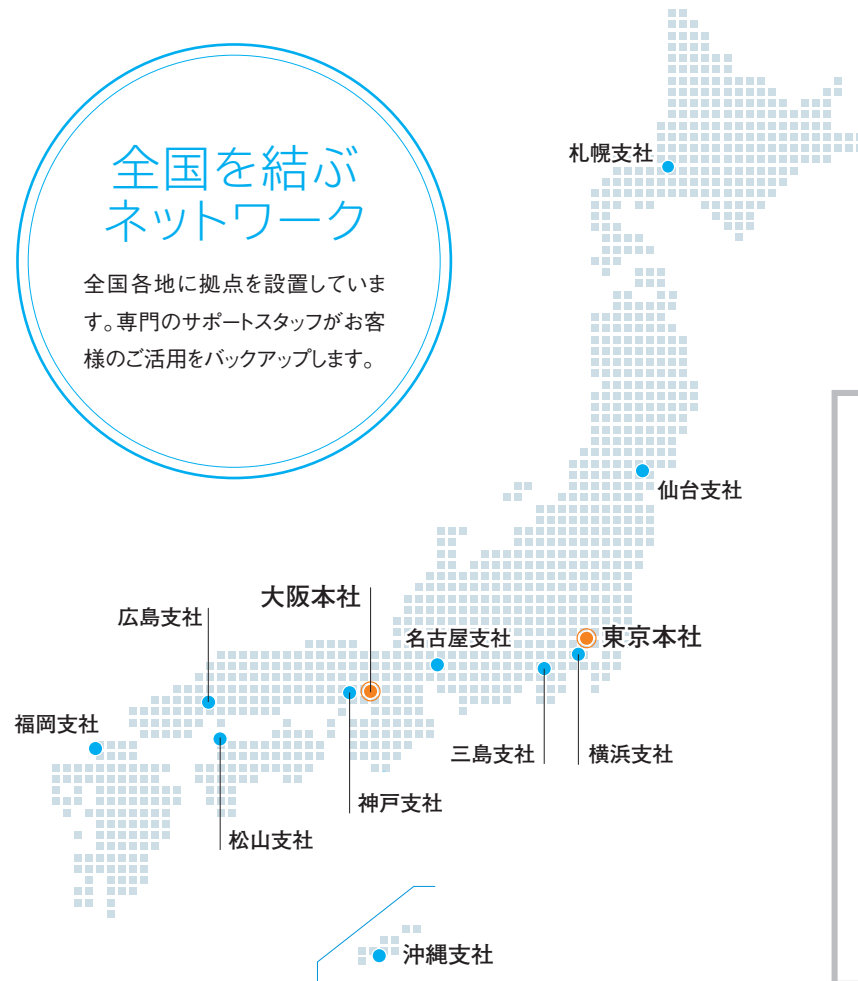 全国を結ぶ
ネットワーク
全国各地に拠点を設置していま
す。専門のサポートスタッフがお客
様のご活用をバックアップします。
札幌支社
仙台支社
大阪本社
広島支社
名古屋支社
東京本社
福岡支社
三島支社
横浜支社
神戸支社
松山支社
沖縄支社